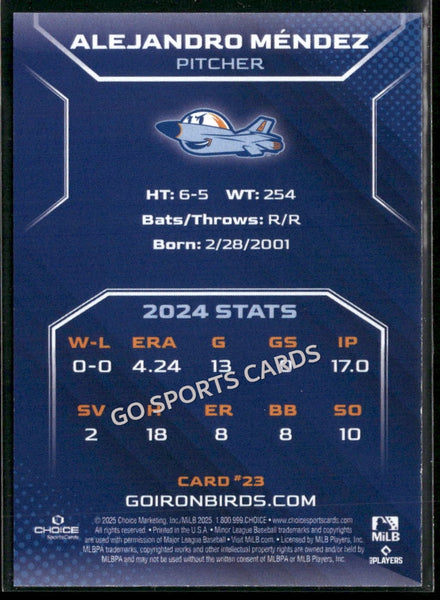 ALEJANDRO MÉNDEZ
PITCHER
HT: 6-5 WT: 254
Bats/Throws: R/R
Born: 2/28/2001
2024 STATS
W-L ERA G GS IP
0-0 4.24 13 0 17.0
GO SPORTS CARDS
SV H ER BB SO
2 18 8 8 10
CARD #23
GOIRONBIRDS.COM
CHOICE
SportsCards
© 2025 Choice Marketing, Inc./MiLB 2025 1.800.999.CHOICE • www.choicesportscards.com
All rights reserved. • Printed in the U.S.A. • Minor League Baseball trademarks and copyrights
are used with permission of Major League Baseball • Visit MiLB.com. • Licensed by MLB Players, Inc.
MLBPA trademarks, copyrighted works and other intellectual property rights are owned and/or held by
MLBPA and may not be used without the written consent of MLBPA or MLB Players, Inc.
MiLB
PLAYERS